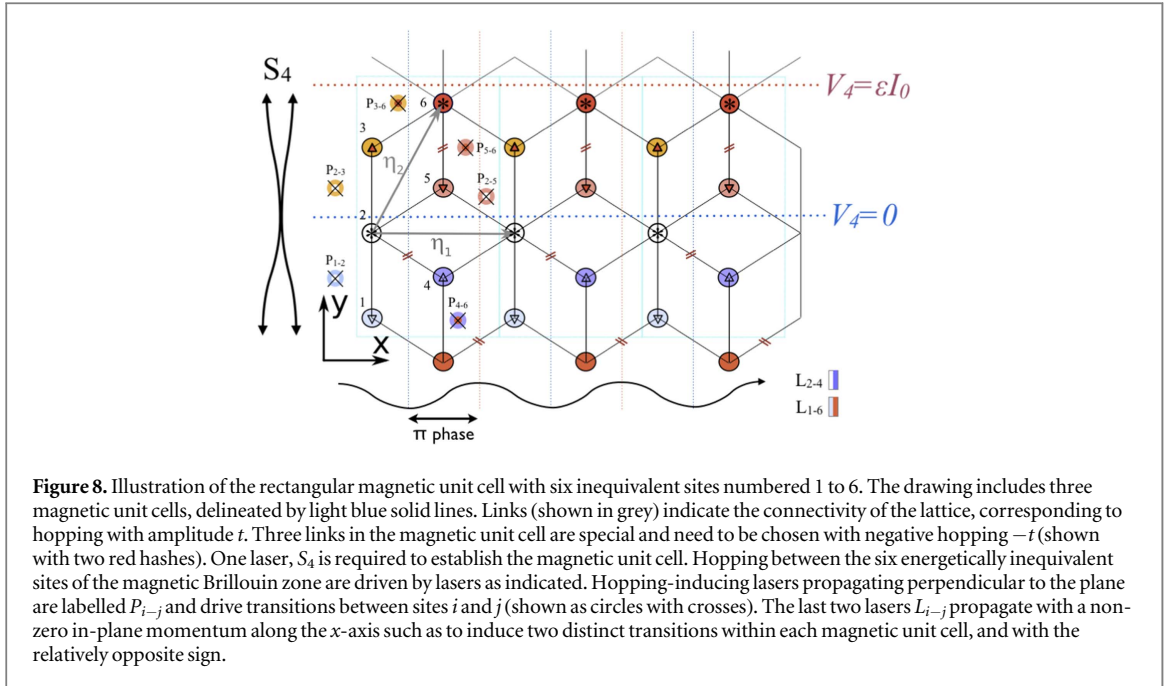 S4
V4=εI0
P3-6
6
3
P5-6
η2
P2-3
P2-5
5
2
V4=0
η1
P1-2
4
P4-6
1
y
x
L2-4
L1-6
π phase
Figure 8. Illustration of the rectangular magnetic unit cell with six inequivalent sites numbered 1 to 6. The drawing includes three
magnetic unit cells, delineated by light blue solid lines. Links (shown in grey) indicate the connectivity of the lattice, corresponding to
hopping with amplitude t. Three links in the magnetic unit cell are special and need to be chosen with negative hopping −t (shown
with two red hashes). One laser, S4 is required to establish the magnetic unit cell. Hopping between the six energetically inequivalent
sites of the magnetic Brillouin zone are driven by lasers as indicated. Hopping-inducing lasers propagating perpendicular to the plane
are labelled Pi−j and drive transitions between sites i and j (shown as circles with crosses). The last two lasers Li−j propagate with a non-
zero in-plane momentum along the x-axis such as to induce two distinct transitions within each magnetic unit cell, and with the
relatively opposite sign.